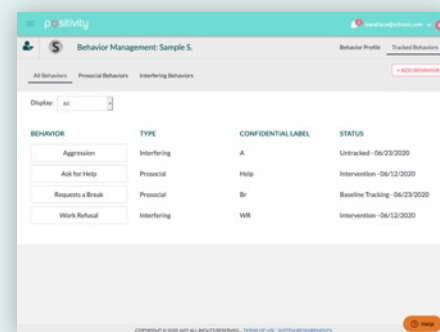 positivity
Behavior Management: Sample S.
Behavior Profile
Tracked Behaviors
All Behaviors
Prosocial Behaviors
Interfering Behaviors
+ ADD BEHAVIOR
Display: All
BEHAVIOR TYPE CONFIDENTIAL LABEL STATUS
Aggression Interfering A Untracked - 06/23/2020
Ask for Help Prosocial Help Intervention - 06/12/2020
Requests a Break Prosocial Br Baseline Tracking - 06/23/2020
Work Refusal Interfering WR Intervention - 06/12/2020
Help